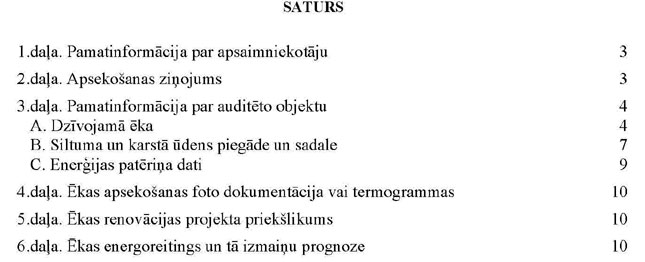 SATURS
1.daļa. Pamatinformācija par apsaimniekotāju 3
2.daļa. Apsekošanas ziņojums 3
3.daļa. Pamatinformācija par auditēto objektu 4
A. Dzīvojamā ēka 4
B. Siltuma un karstā ūdens piegāde un sadale 7
C. Enerģijas patēriņa dati 9
4.daļa. Ēkas apsekošanas foto dokumentācija vai termogrammas 10
5.daļa. Ēkas renovācijas projekta priekšlikums 10
6.daļa. Ēkas energoreitings un tā izmaiņu prognoze 10